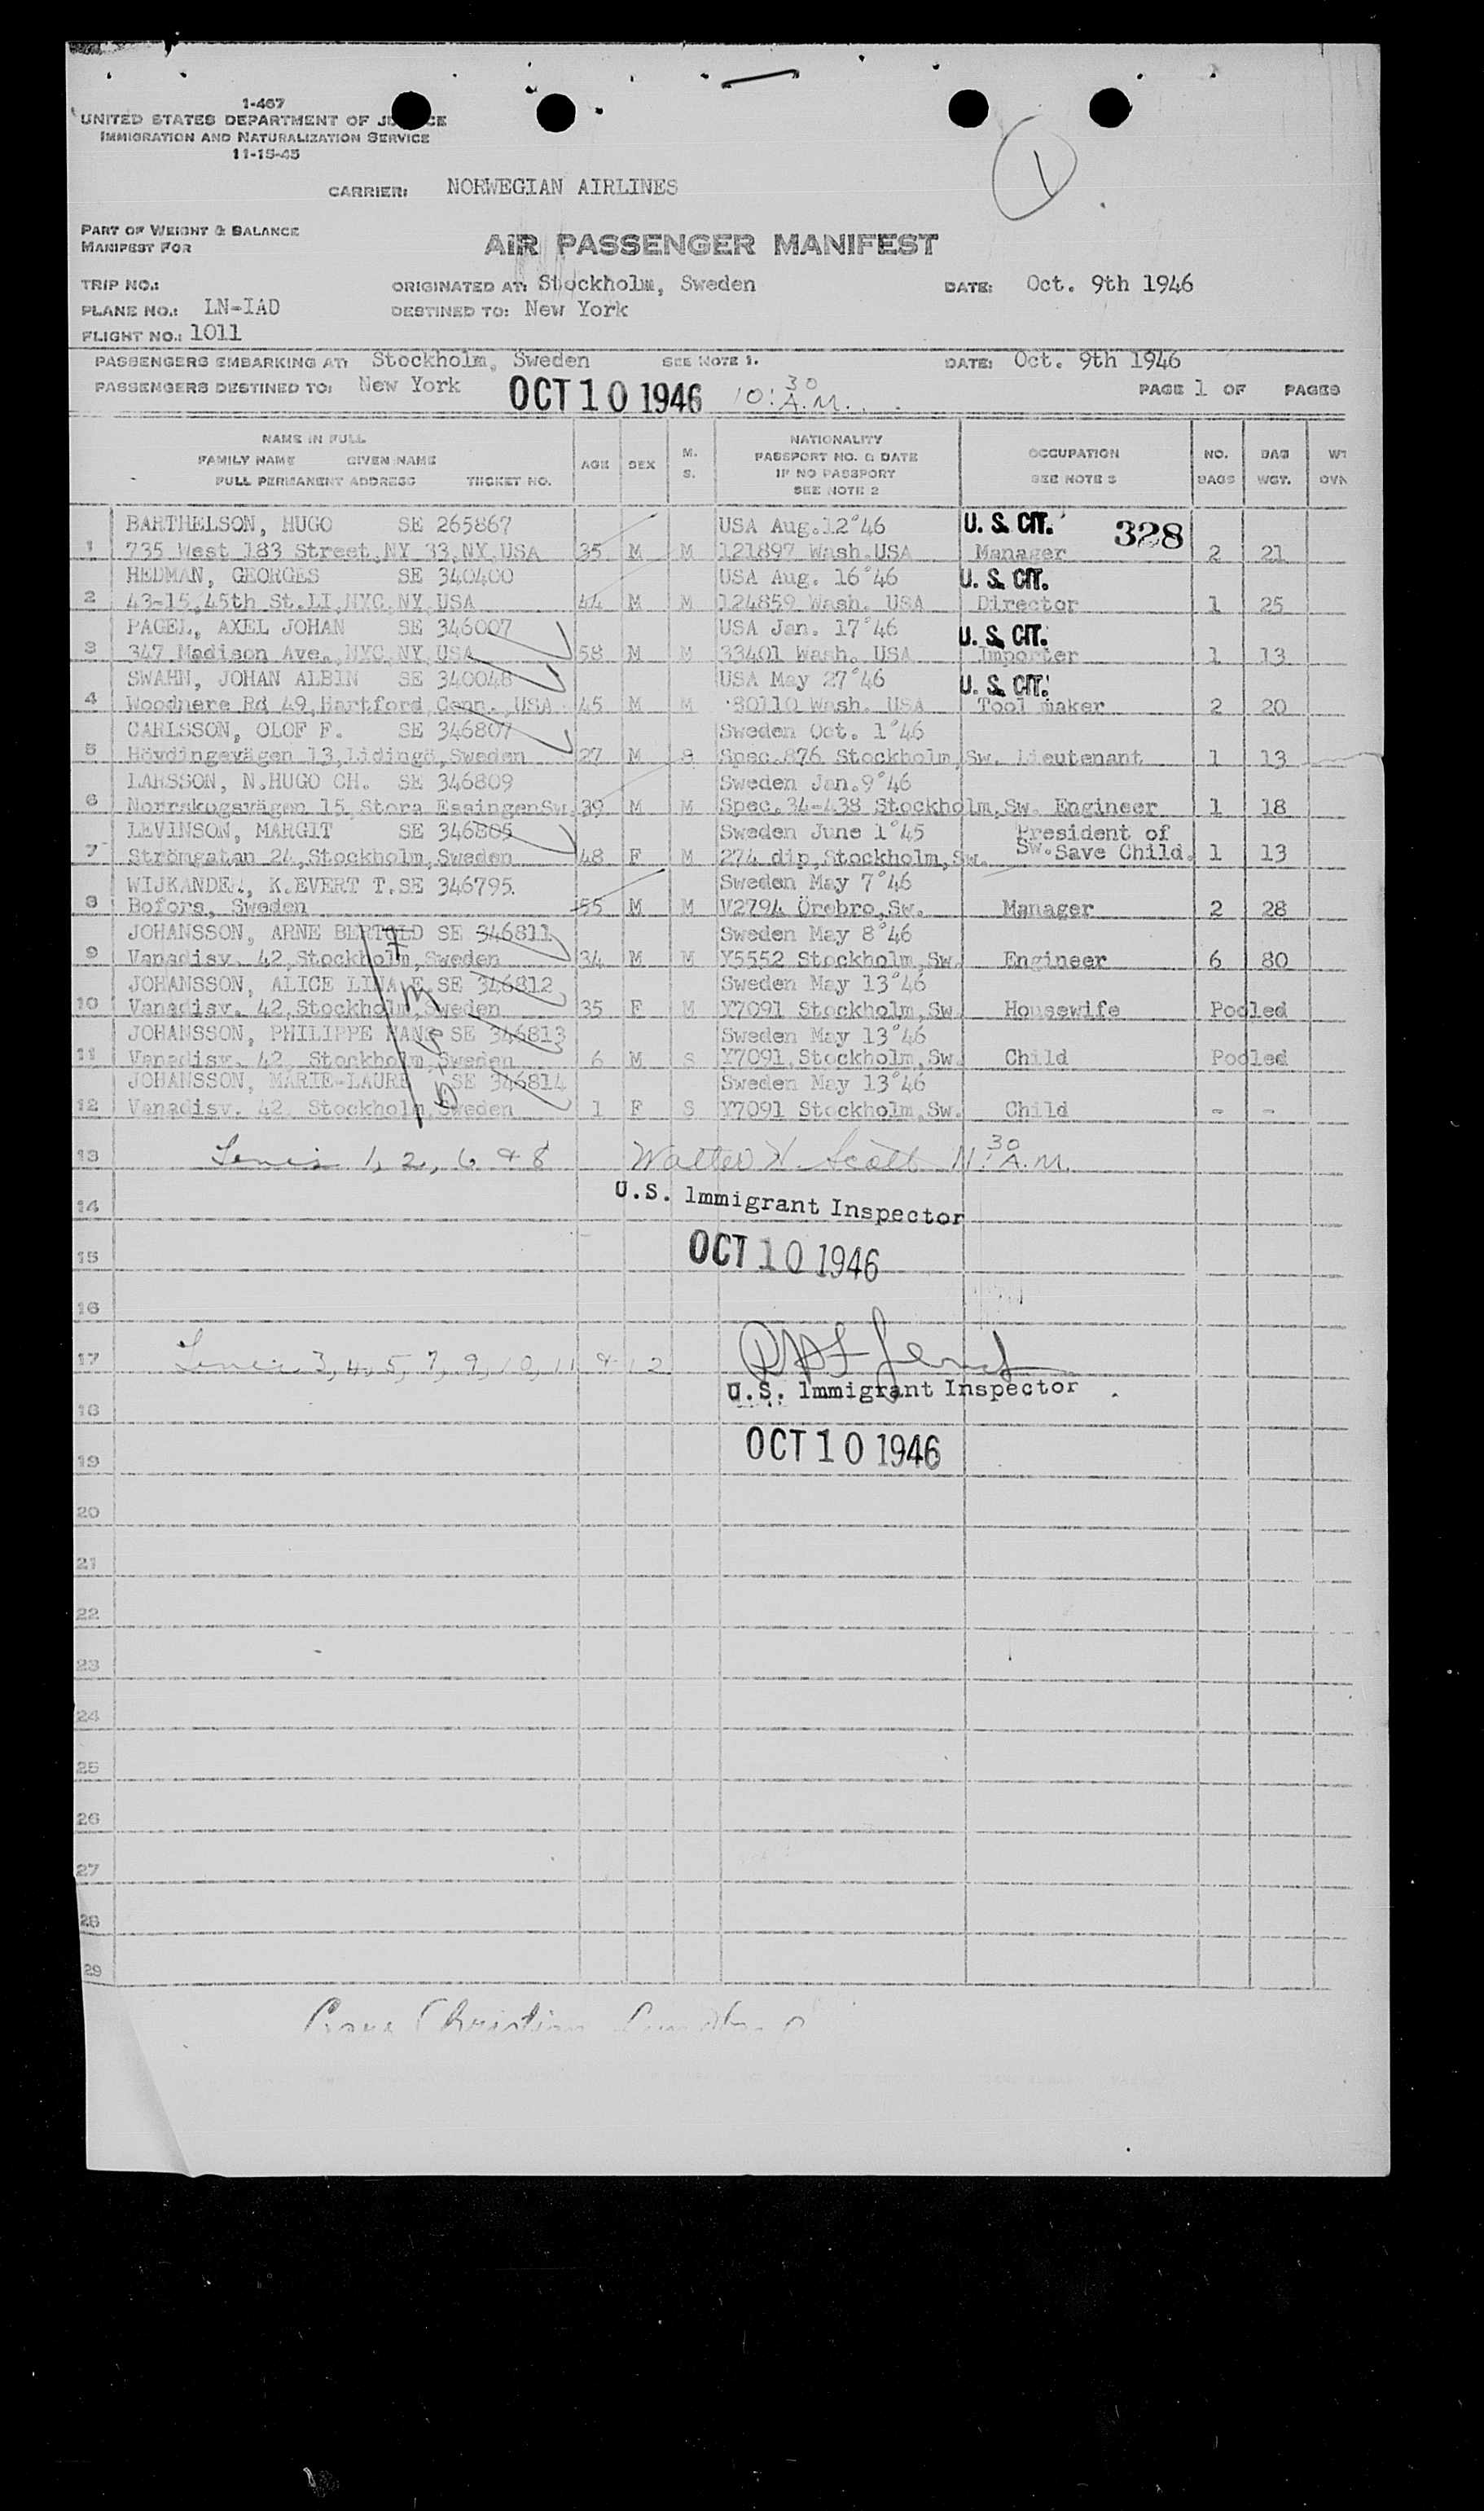 1-467
UNITED STATES DEPARTMENT OF JU CE
IMMIGRATION AND NATURALIZATION SERVICE
11-15-45
CARRIER: NORWEGIAN AIRLINES
1
PART OF WEIGHT & BALANCE
MANIFEST FOR
AIR PASSENGER MANIFEST
TRIP NO.: ORIGINATED AT: Stockholm, Sweden DATE: Oct. 9th 1946
PLANE NO.: LN-IAD DESTINED TO: New York
FLIGHT NO.: 1011
PASSENGERS EMBARKING AT: Stockholm, Sweden SEE NOTE 1. DATE: Oct. 9th 1946
PASSENGERS DESTINED TO: New York OCT 10 1946 10:30 A.M. PAGE 1 OF PAGES
NAME IN FULL
FAMILY NAME GIVEN NAME
FULL PERMANENT ADDRESS TICKET NO.
AGE SEX M. S.
NATIONALITY
PASSPORT NO. & DATE
IF NO PASSPORT
SEE NOTE 2
OCCUPATION
SEE NOTE 3
NO. BAGS BAG WGT. WT OVR
BARTHELSON, HUGO SE 265867 USA Aug.12°46 U. S. CIT. 328
1 735 West 183 Street,NY 33,NY,USA 35 M M 121897 Wash.USA Manager 2 21
HEDMAN, GEORGES SE 340400 USA Aug. 16°46 U. S. CIT.
2 43-15,45th St.LI,NYC,NY,USA 44 M M 124859 Wash. USA Director 1 25
PAGEL, AXEL JOHAN SE 346007 USA Jan. 17°46 U. S. CIT.
3 347 Madison Ave.,NYC,NY,USA 58 M M 33401 Wash. USA Importer 1 13
SWAHN, JOHAN ALBIN SE 340048 USA May 27°46 U. S. CIT.
4 Woodmere Rd 49,Hartford,Conn.,USA 45 M M 80110 Wash. USA Tool maker 2 20
CARLSSON, OLOF F. SE 346807 Sweden Oct. 1°46
5 Hövdingevägen 13,Lidingö,Sweden 27 M S Spec.876 Stockholm,Sw. Lieutenant 1 13
LARSSON, N.HUGO CH. SE 346809 Sweden Jan.9°46
6 Norrskogsvägen 15,Stora EssingenSw. 39 M M Spec.34-438 Stockholm,Sw. Engineer 1 18
LEVINSON, MARGIT SE 346805 Sweden June 1°45 President of
7 Strömgatan 24,Stockholm,Sweden 48 F M 274 dip,Stockholm,Sw. Sw.Save Child. 1 13
WIJKANDER, K.EVERT T.SE 346795. Sweden May 7°46
8 Bofors, Sweden 55 M M V2794 Örebro,Sw. Manager 2 28
JOHANSSON, ARNE BERTOLD SE 346811 Sweden May 8°46
9 Vanadisv. 42,Stockholm,Sweden 34 M M Y5552 Stockholm,Sw. Engineer 6 80
JOHANSSON, ALICE LINA E.SE 346812 Sweden May 13°46
10 Vanadisv. 42,Stockholm,Sweden 35 F M Y7091 Stockholm,Sw. Housewife Pooled
JOHANSSON, PHILIPPE HANS SE 346813 Sweden May 13°46
11 Vanadisv. 42, Stockholm,Sweden 6 M S Y7091,Stockholm,Sw. Child Pooled
JOHANSSON, MARIE-LAURE SE 346814 Sweden May 13°46
12 Vanadisv. 42, Stockholm,Sweden 1 F S Y7091 Stockholm,Sw. Child - -
13 Lines 1, 2, 6 & 8 Walter H Scott 11:30 A.M.
14 U.S. Immigrant Inspector
15 OCT 10 1946
16
17 Lines 3, 4, 5, 7, 9, 10, 11 & 12
U.S. Immigrant Inspector
18
19 OCT 10 1946
20
21
22
23
24
25
26
27
28
29
Christian